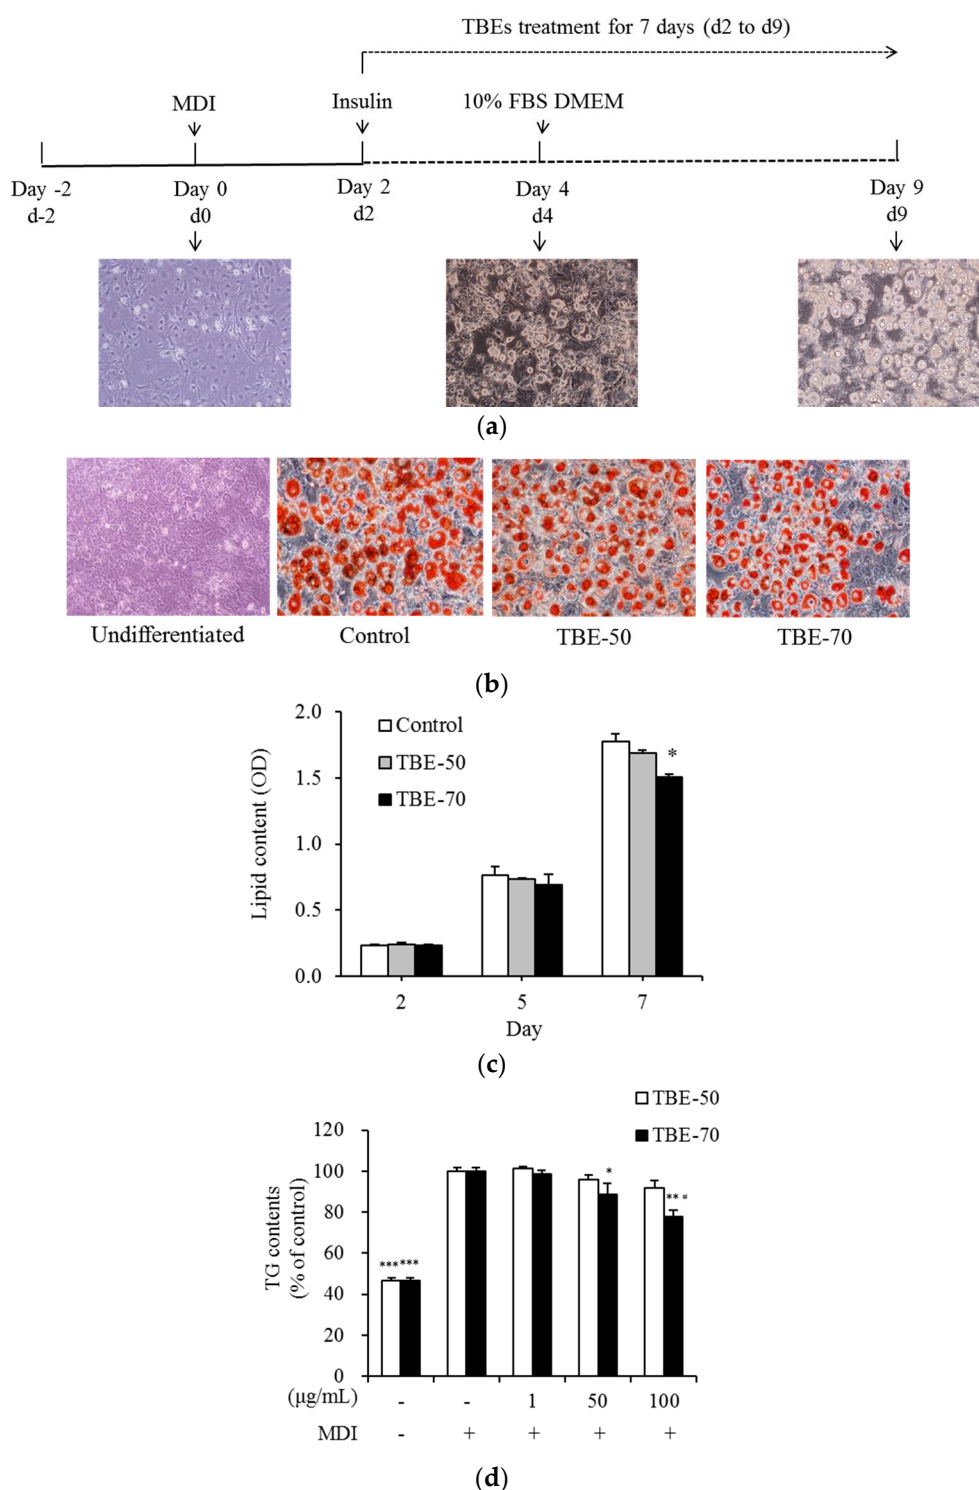 TBEs treatment for 7 days (d2 to d9)
MDI
Insulin
10% FBS DMEM
Day -2
d-2
Day 0
d0
Day 2
d2
Day 4
d4
Day 9
d9
(a)
Undifferentiated
Control
TBE-50
TBE-70
(b)
Lipid content (OD)
2.0
1.5
1.0
0.5
0.0
Control
TBE-50
TBE-70
*
2 5 7
Day
(c)
TBE-50
TBE-70
TG contents
(% of control)
120
100
80
60
40
20
0
*** ***
*
** #
(μg/mL) - - 1 50 100
MDI - + + + +
(d)